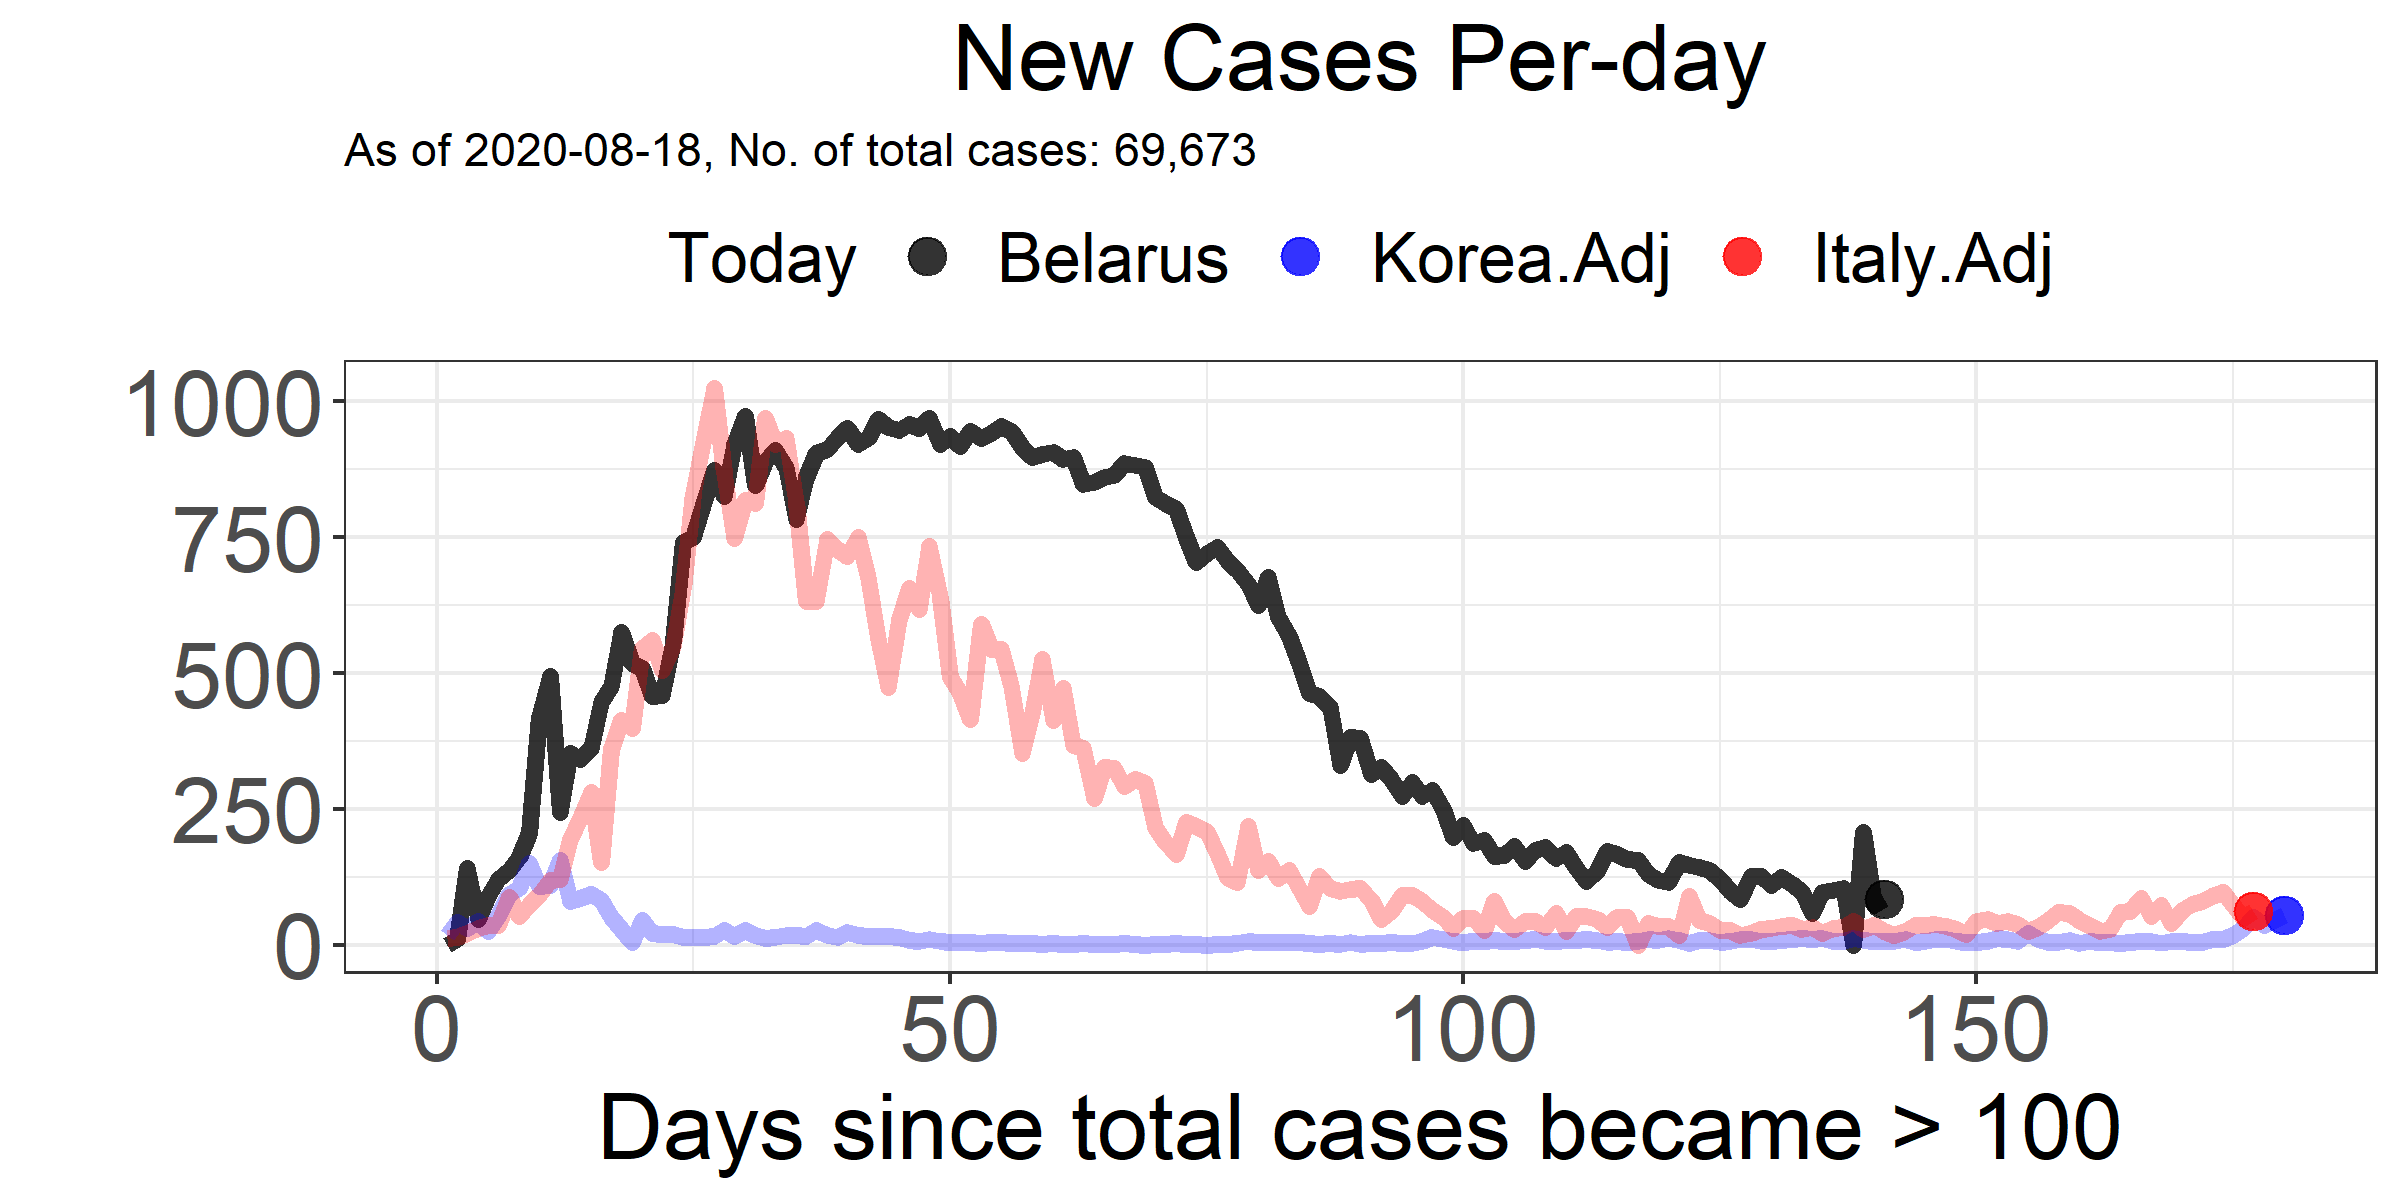 New Cases Per-day
As of 2020-08-18, No. of total cases: 69,673
Today Belarus Korea.Adj Italy.Adj
1000
750
500
250
0
0 50 100 150
Days since total cases became > 100